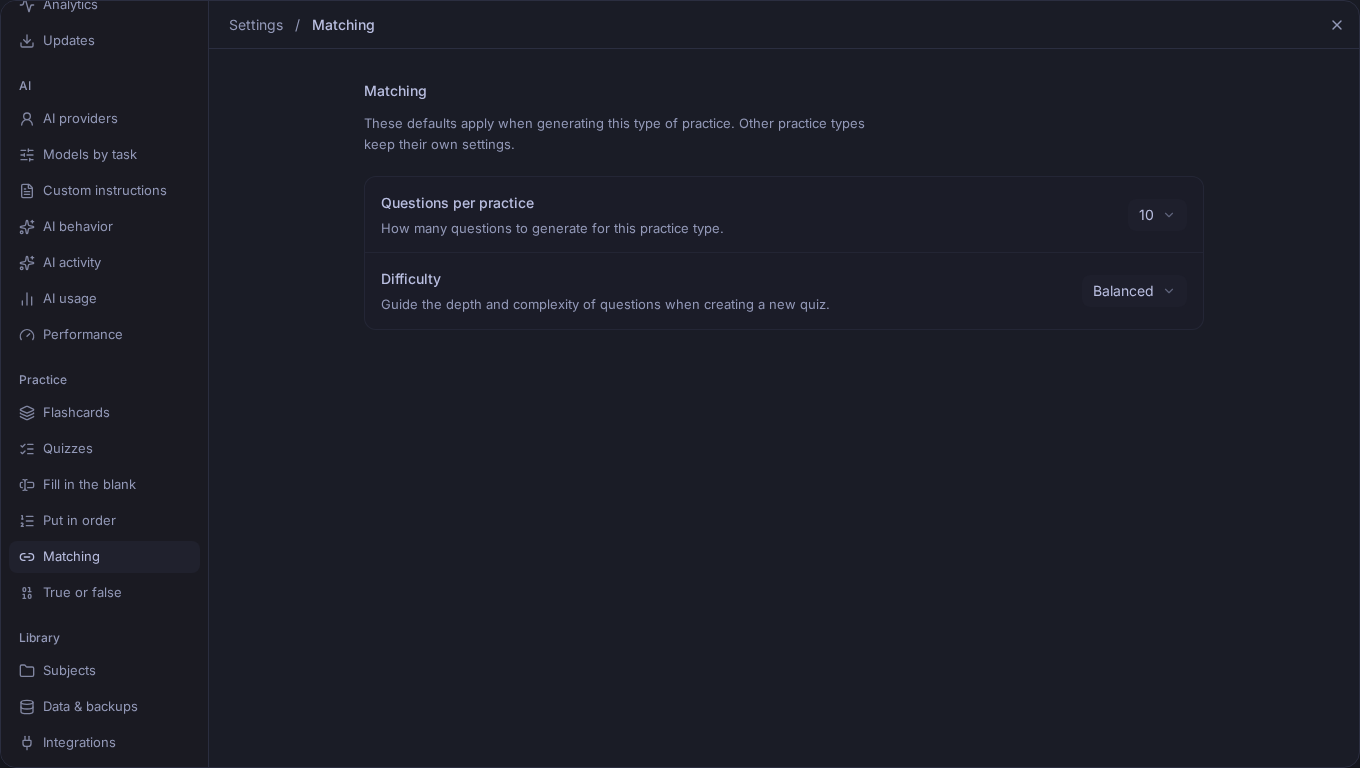 Analytics
Updates
AI
AI providers
Models by task
Custom instructions
AI behavior
AI activity
AI usage
Performance
Practice
Flashcards
Quizzes
Fill in the blank
Put in order
Matching
True or false
Library
Subjects
Data & backups
Integrations
Settings / Matching
Matching
These defaults apply when generating this type of practice. Other practice types
keep their own settings.
Questions per practice
How many questions to generate for this practice type.
10
Difficulty
Guide the depth and complexity of questions when creating a new quiz.
Balanced